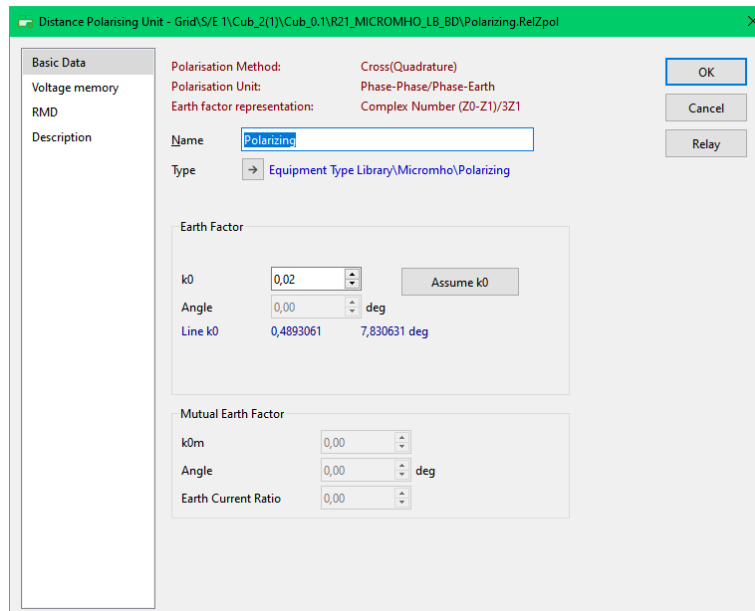 Distance Polarising Unit - Grid\S/E 1\Cub_2(1)\Cub_0.1\R21_MICROMHO_LB_BD\Polarizing.RelZpol
Basic Data
Voltage memory
RMD
Description
Polarisation Method: Cross(Quadrature)
Polarisation Unit: Phase-Phase/Phase-Earth
Earth factor representation: Complex Number (Z0-Z1)/3Z1
Name Polarizing
Type → Equipment Type Library\Micromho\Polarizing
Earth Factor
k0 0,02 Assume k0
Angle 0,00 deg
Line k0 0,4893061 7,830631 deg
Mutual Earth Factor
k0m 0,00
Angle 0,00 deg
Earth Current Ratio 0,00
OK
Cancel
Relay